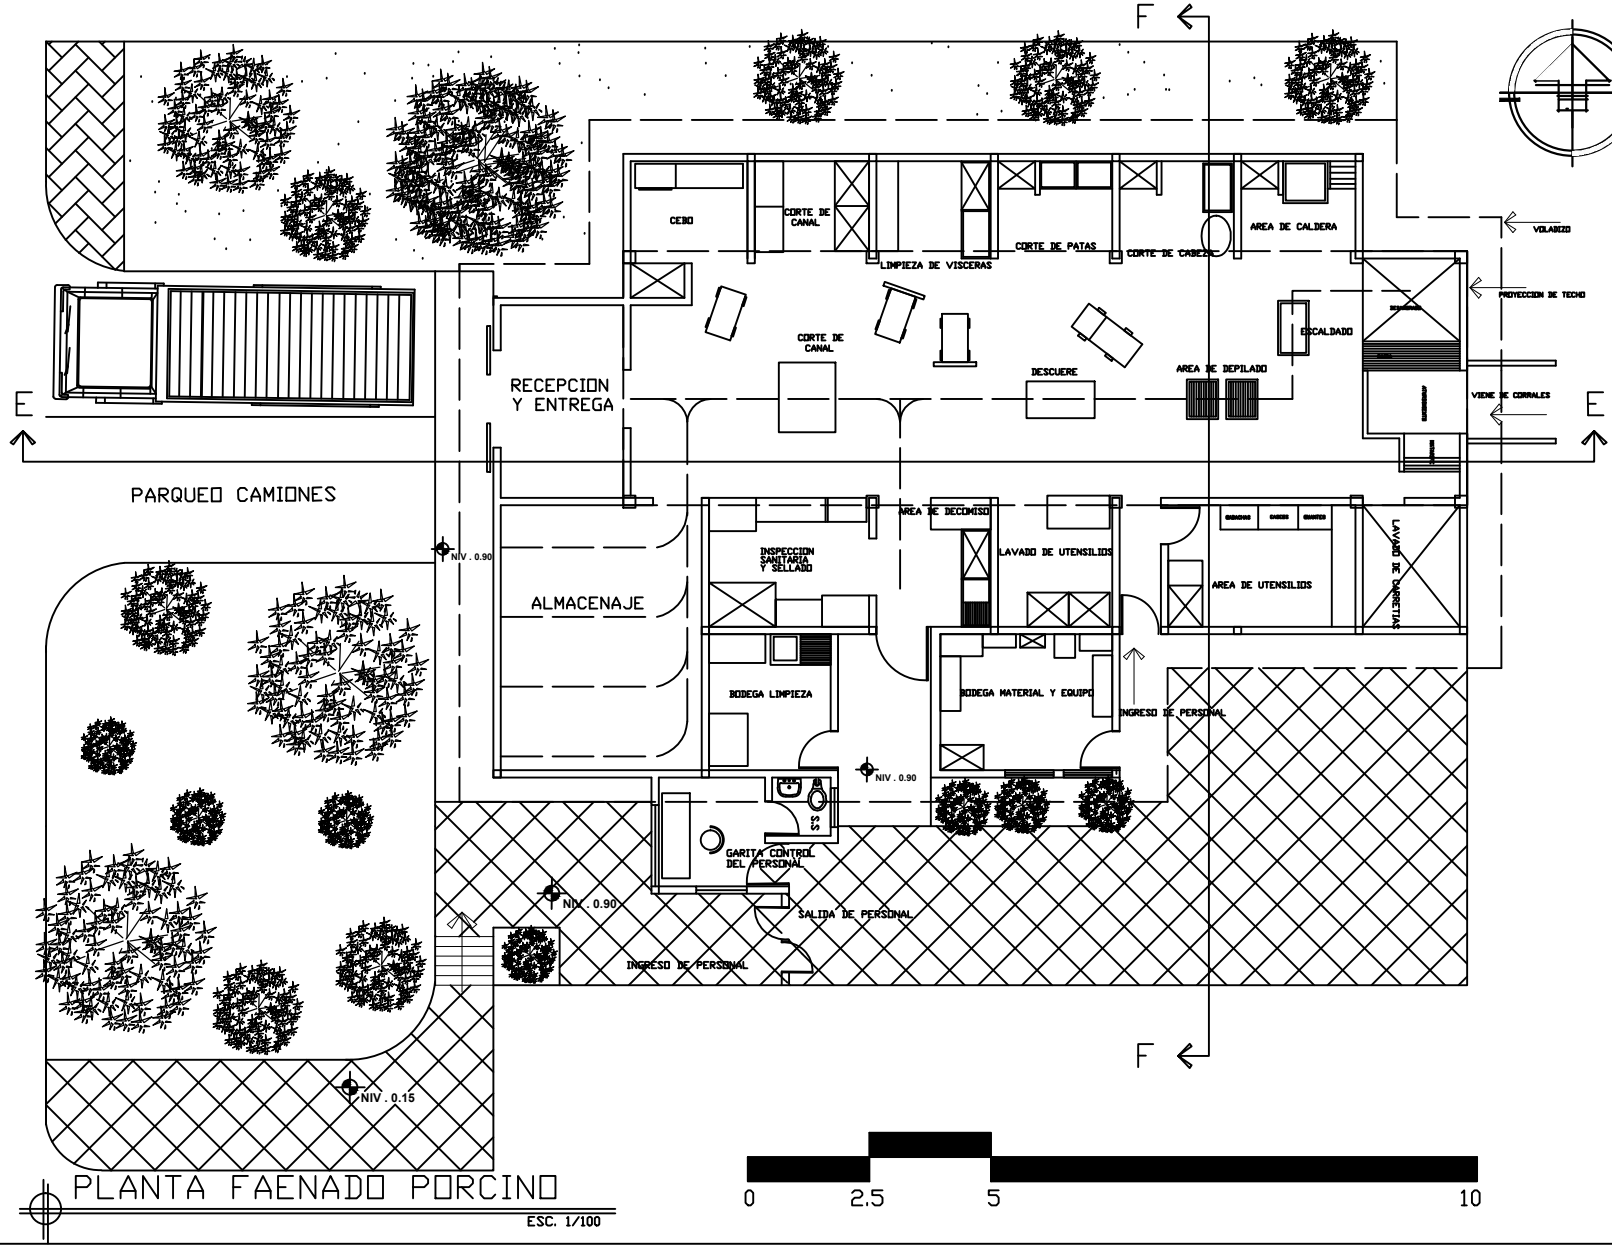 F
CEBO
CORTE DE
CANAL
LIMPIEZA DE VISCERAS
CORTE DE PATAS
CORTE DE CABEZA
AREA DE CALDERA
VOLADIZO
PROYECCION DE TECHO
CORTE DE
CANAL
ESCALDADO
DESCUERE
AREA DE DEPILADO
RECEPCION
Y ENTREGA
VIENE DE CORRALES
E
E
PARQUEO CAMIONES
AREA DE DECOMISO
GABACHAS
CASCOS
GUANTES
NIV . 0.90
INSPECCION
SANITARIA
Y SELLADO
LAVADO DE UTENSILIOS
AREA DE UTENSILIOS
LAVADO DE CARRETIAS
ALMACENAJE
BODEGA LIMPIEZA
BODEGA MATERIAL Y EQUIPO
INGRESO DE PERSONAL
NIV . 0.90
S.S
GARITA CONTROL
DEL PERSONAL
NIV . 0.90
SALIDA DE PERSONAL
INGRESO DE PERSONAL
F
NIV . 0.15
PLANTA FAENADO PORCINO
ESC. 1/100
0
2.5
5
10